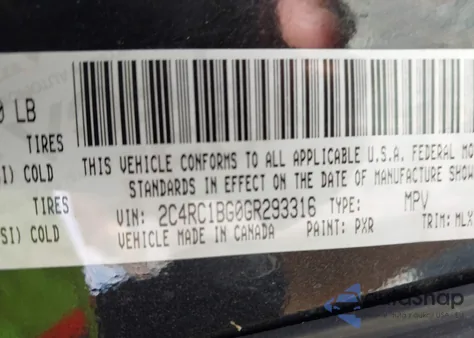 0 LB
TIRES
SI) COLD
THIS VEHICLE CONFORMS TO ALL APPLICABLE U.S.A. FEDERAL MO
STANDARDS IN EFFECT ON THE DATE OF MANUFACTURE SHOW
TIRES
SI) COLD
VIN: 2C4RC1BG0GR293316 TYPE: MPV
VEHICLE MADE IN CANADA PAINT: PXR TRIM: MLX